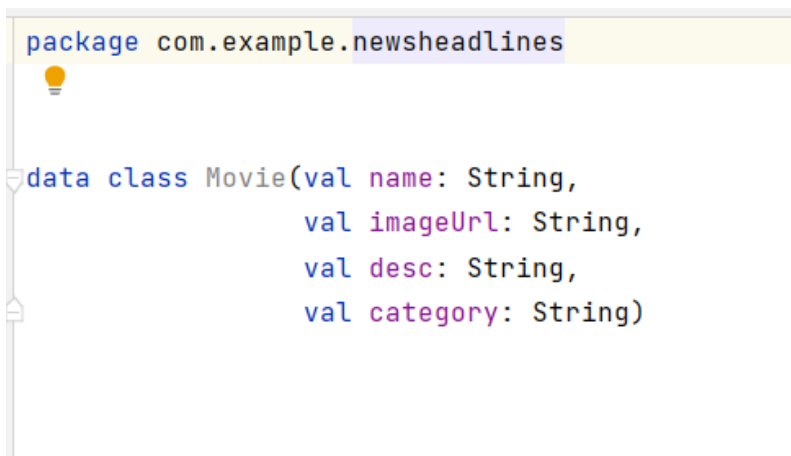 package com.example.newsheadlines
data class Movie(val name: String,
val imageUrl: String,
val desc: String,
val category: String)